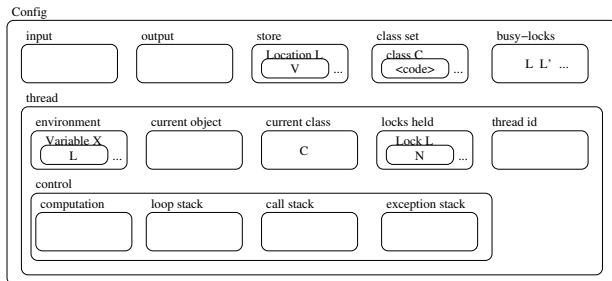 Config
input output store class set busy−locks
Location L class C
V ... <code> ... L L' ...
thread
environment current object current class locks held thread id
Variable X Lock L
L ... C N ...
control
computation loop stack call stack exception stack